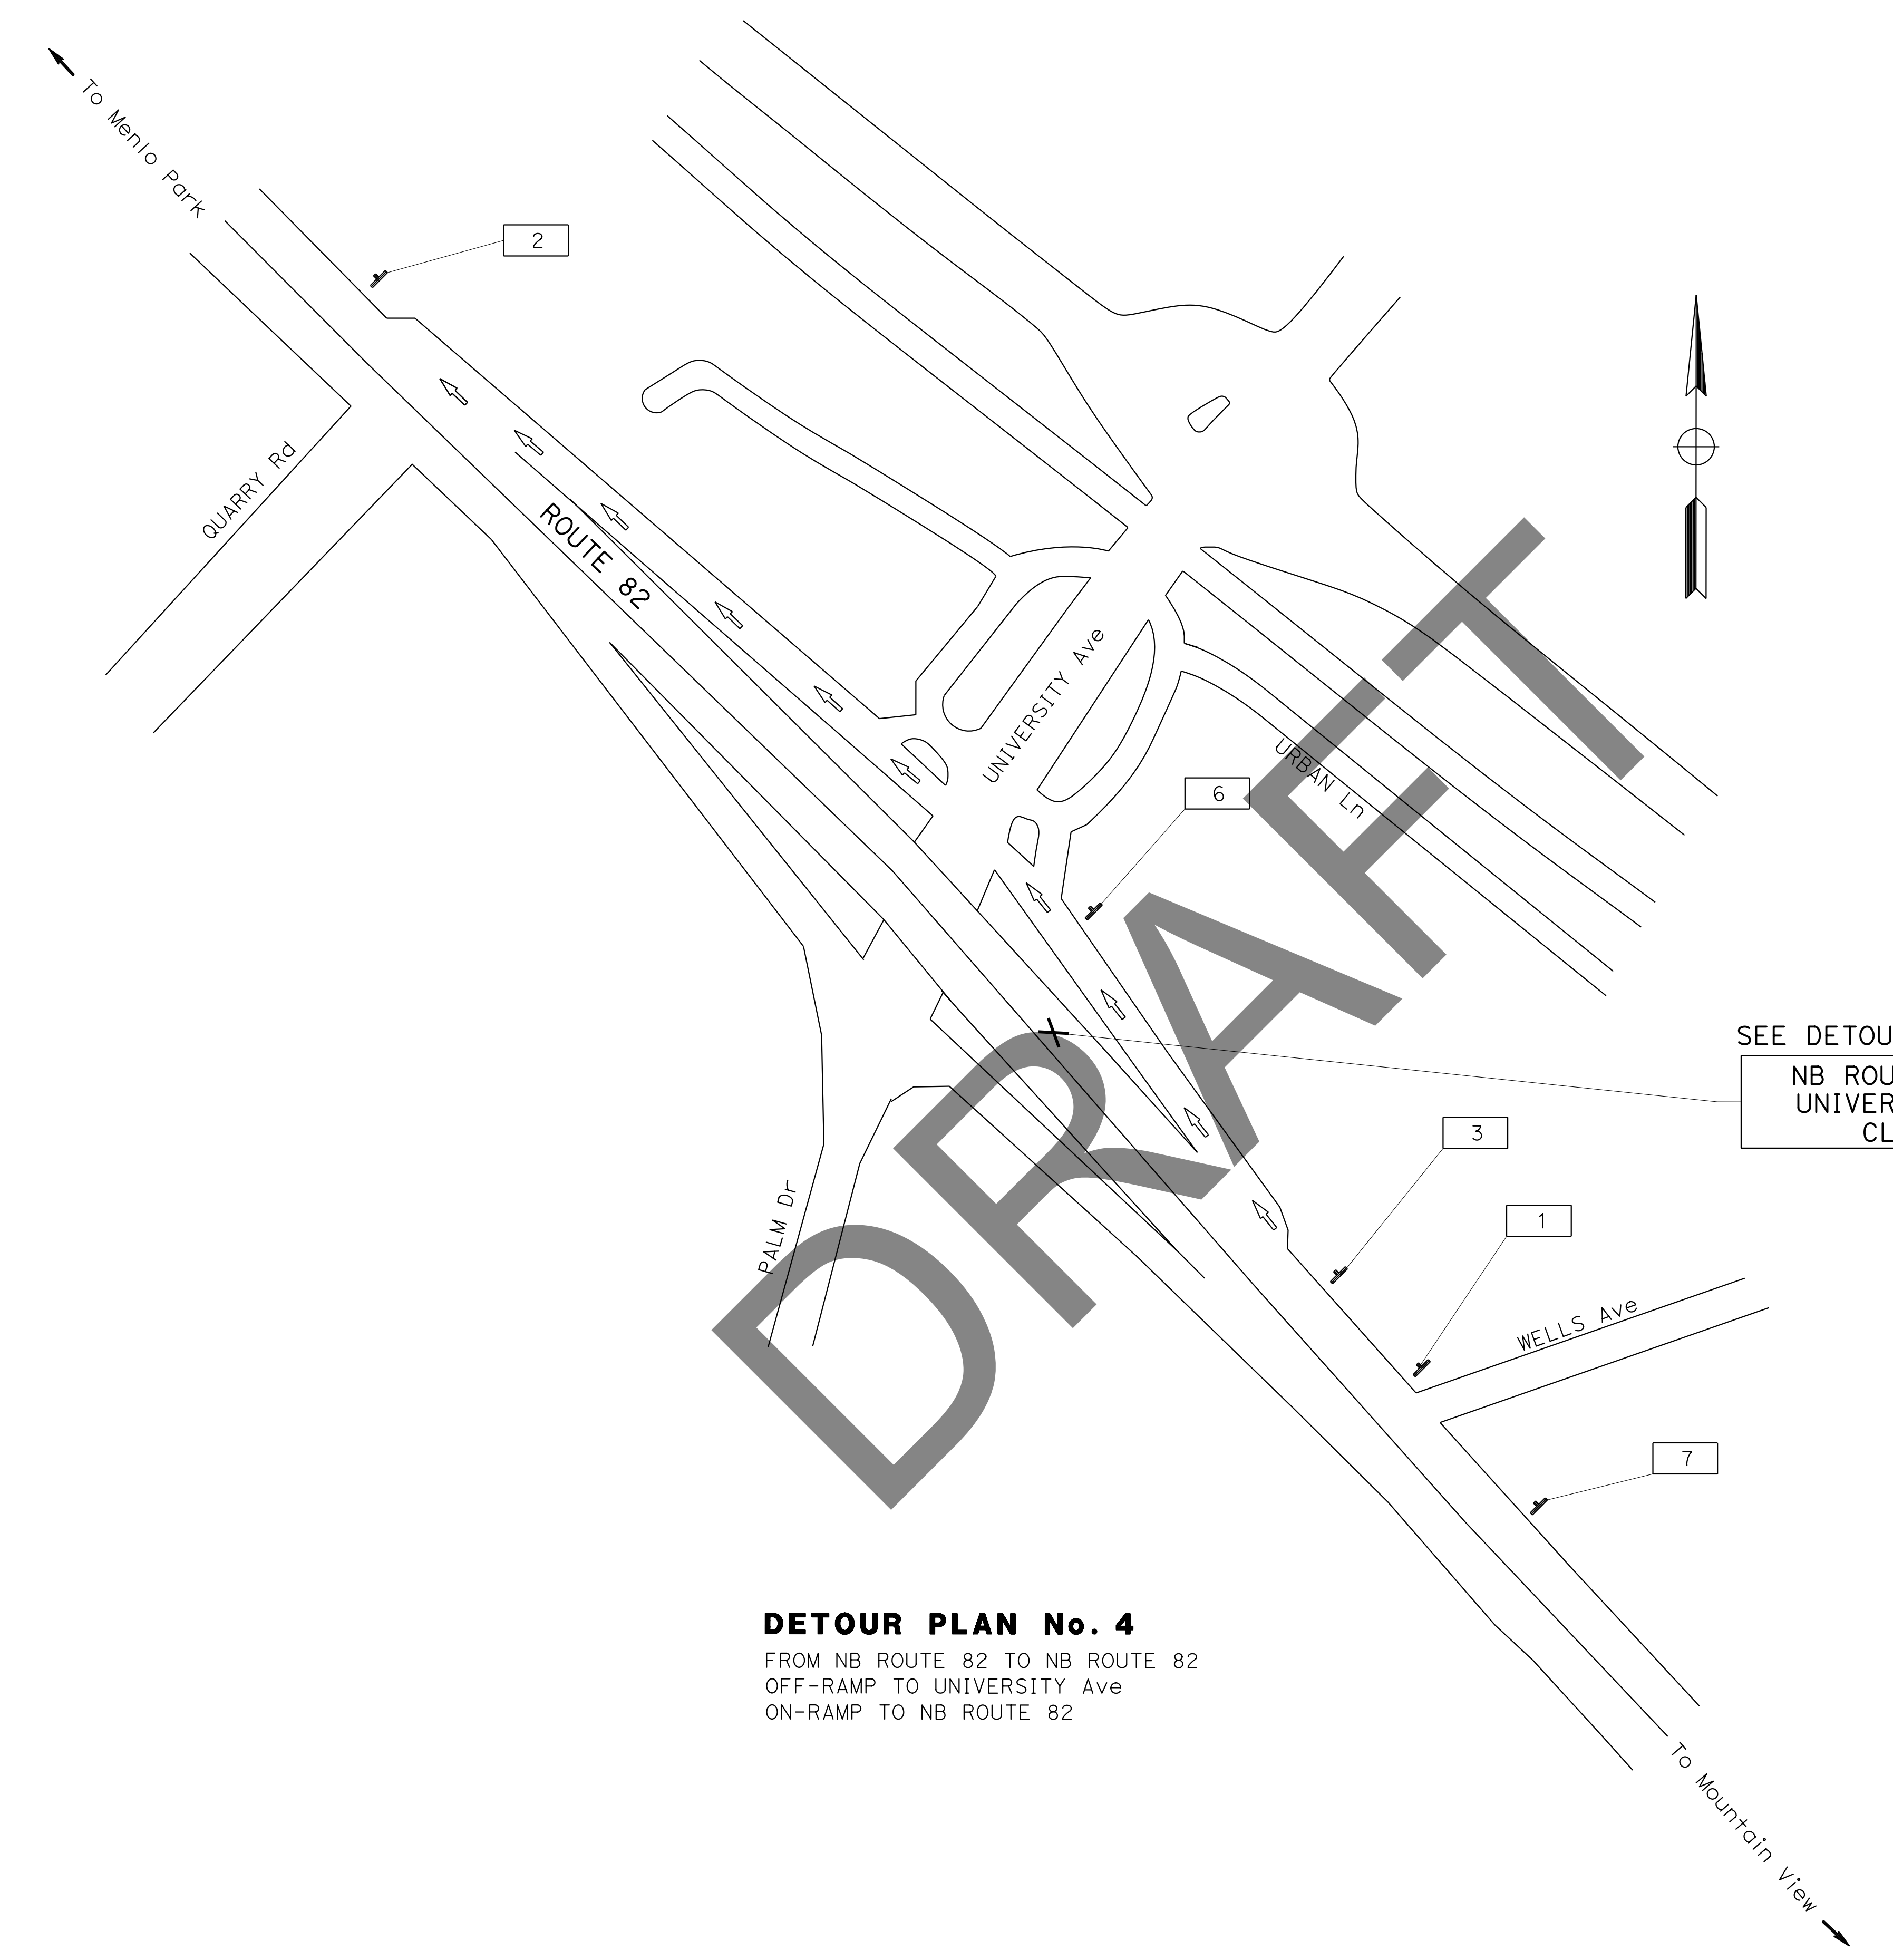 To Menlo Park
2
QUARRY Rd
ROUTE 82
UNIVERSITY Ave
URBAN Ln
6
SEE DETOU
NB ROU
UNIVER
CL
3
1
PALM Dr
WELLS Ave
7
DRAFT
DETOUR PLAN No. 4
FROM NB ROUTE 82 TO NB ROUTE 82
OFF-RAMP TO UNIVERSITY Ave
ON-RAMP TO NB ROUTE 82
To Mountain View